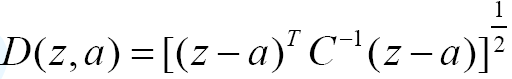 D(z,a) = [(z − a)^T C^{−1} (z − a)]^{1/2}